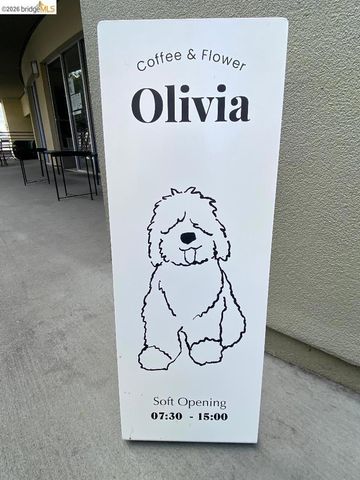 ©2026 bridgeMLS
Coffee & Flower
Olivia
Soft Opening
07:30 - 15:00